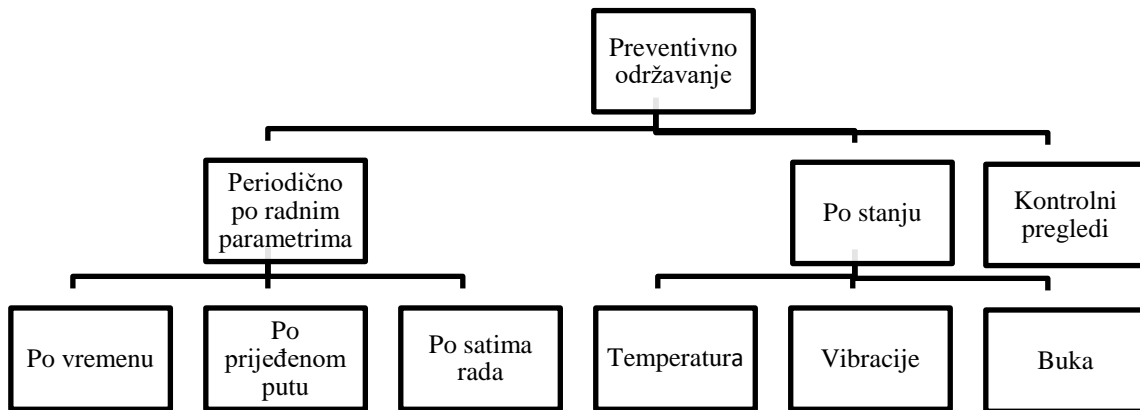 Preventivno
održavanje
Periodično
po radnim
parametrima
Po stanju
Kontrolni
pregledi
Po vremenu
Po
prijeđenom
putu
Po satima
rada
Temperatura
Vibracije
Buka